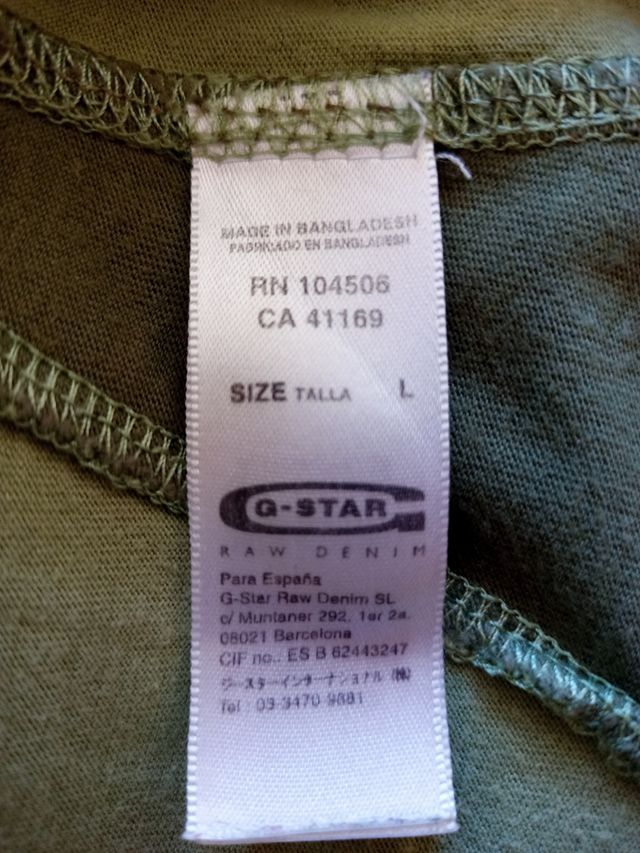 MADE IN BANGLADESH
FABRICADO EN BANGLADESH
RN 104506
CA 41169
SIZE TALLA L
G-STAR
RAW DENIM
Para España
G-Star Raw Denim SL
c/ Muntaner 292, 1er 2a.
08021 Barcelona
CIF no.: ES B 62443247
ジースターインターナショナル (株)
Tel : 03-3470-9881